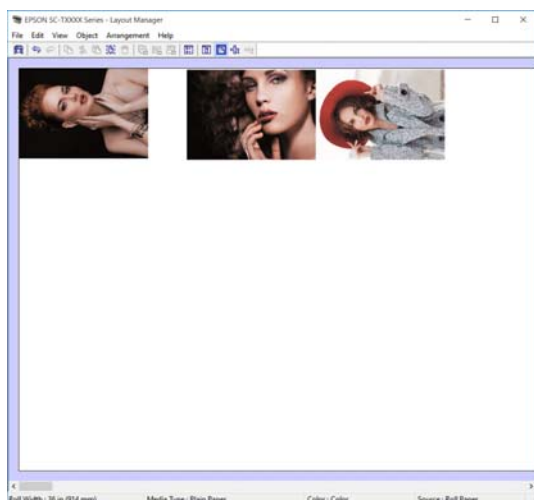 EPSON SC-TXXXX Series - Layout Manager
File Edit View Object Arrangement Help
Roll Width : 36 in (914 mm) Media Type : Plain Paper Color : Color Source : Roll Paper